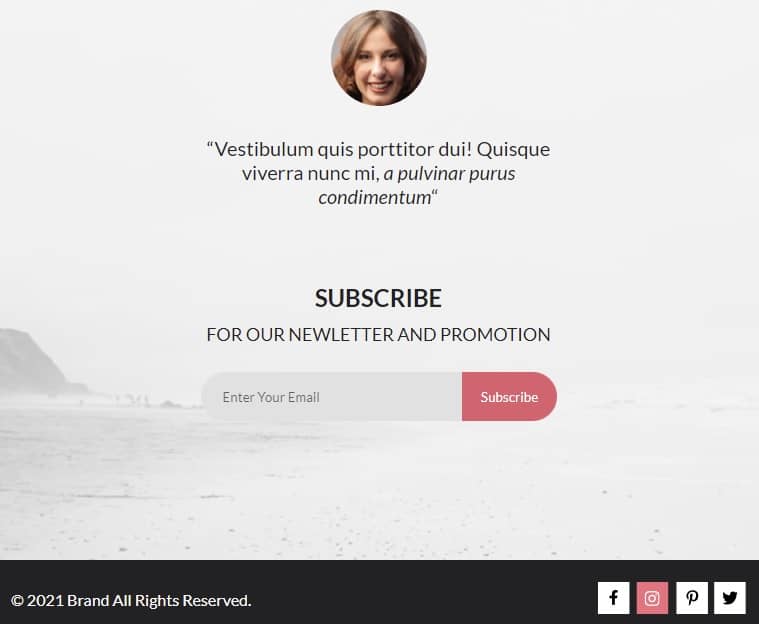 “Vestibulum quis porttitor dui! Quisque
viverra nunc mi, a pulvinar purus
condimentum“
SUBSCRIBE
FOR OUR NEWLETTER AND PROMOTION
Enter Your Email
Subscribe
© 2021 Brand All Rights Reserved.